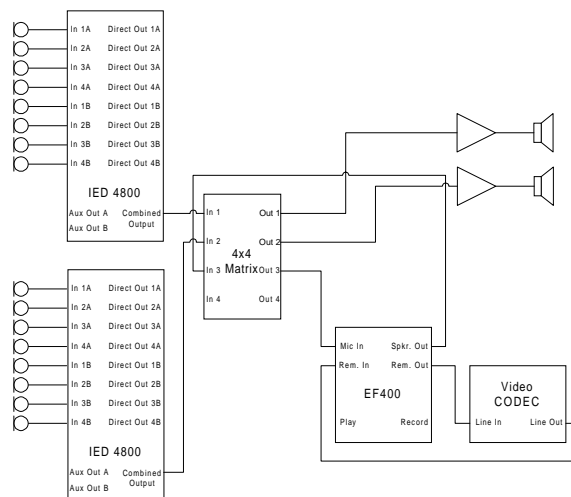 In 1A Direct Out 1A
In 2A Direct Out 2A
In 3A Direct Out 3A
In 4A Direct Out 4A
In 1B Direct Out 1B
In 2B Direct Out 2B
In 3B Direct Out 3B
In 4B Direct Out 4B
IED 4800
Aux Out A Combined
Aux Out B Output
In 1 Out 1
In 2 Out 2
4x4
Matrix
In 3 Out 3
In 4 Out 4
In 1A Direct Out 1A
In 2A Direct Out 2A
In 3A Direct Out 3A
In 4A Direct Out 4A
In 1B Direct Out 1B
In 2B Direct Out 2B
In 3B Direct Out 3B
In 4B Direct Out 4B
IED 4800
Aux Out A Combined
Aux Out B Output
Mic In Spkr. Out
Rem. In Rem. Out
EF400
Play Record
Video
CODEC
Line In Line Out